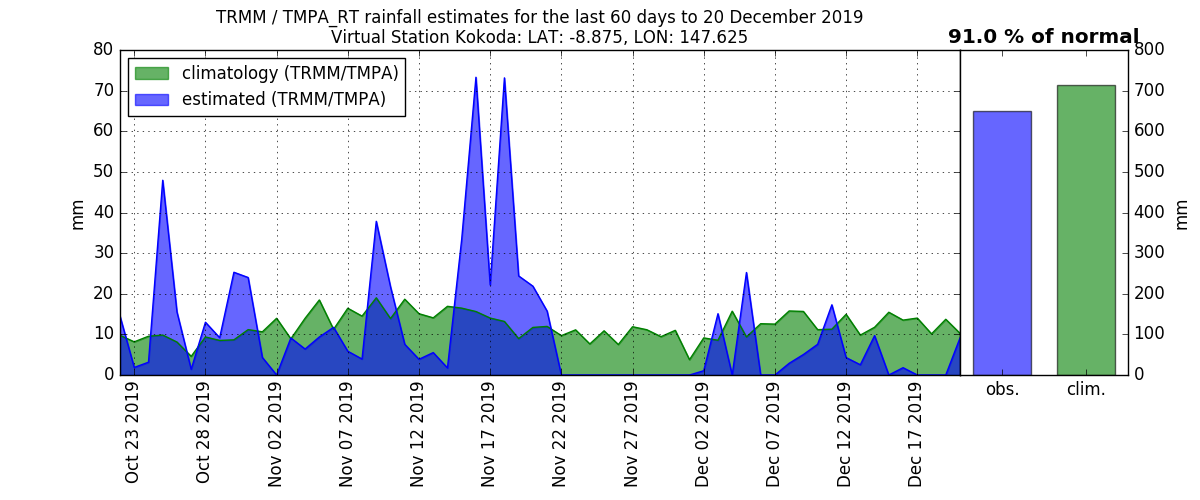 TRMM / TMPA_RT rainfall estimates for the last 60 days to 20 December 2019
Virtual Station Kokoda: LAT: -8.875, LON: 147.625
91.0 % of normal
climatology (TRMM/TMPA)
estimated (TRMM/TMPA)
mm
80
70
60
50
40
30
20
10
0
Oct 23 2019
Oct 28 2019
Nov 02 2019
Nov 07 2019
Nov 12 2019
Nov 17 2019
Nov 22 2019
Nov 27 2019
Dec 02 2019
Dec 07 2019
Dec 12 2019
Dec 17 2019
obs.
clim.
800
700
600
500
400
300
200
100
0
mm